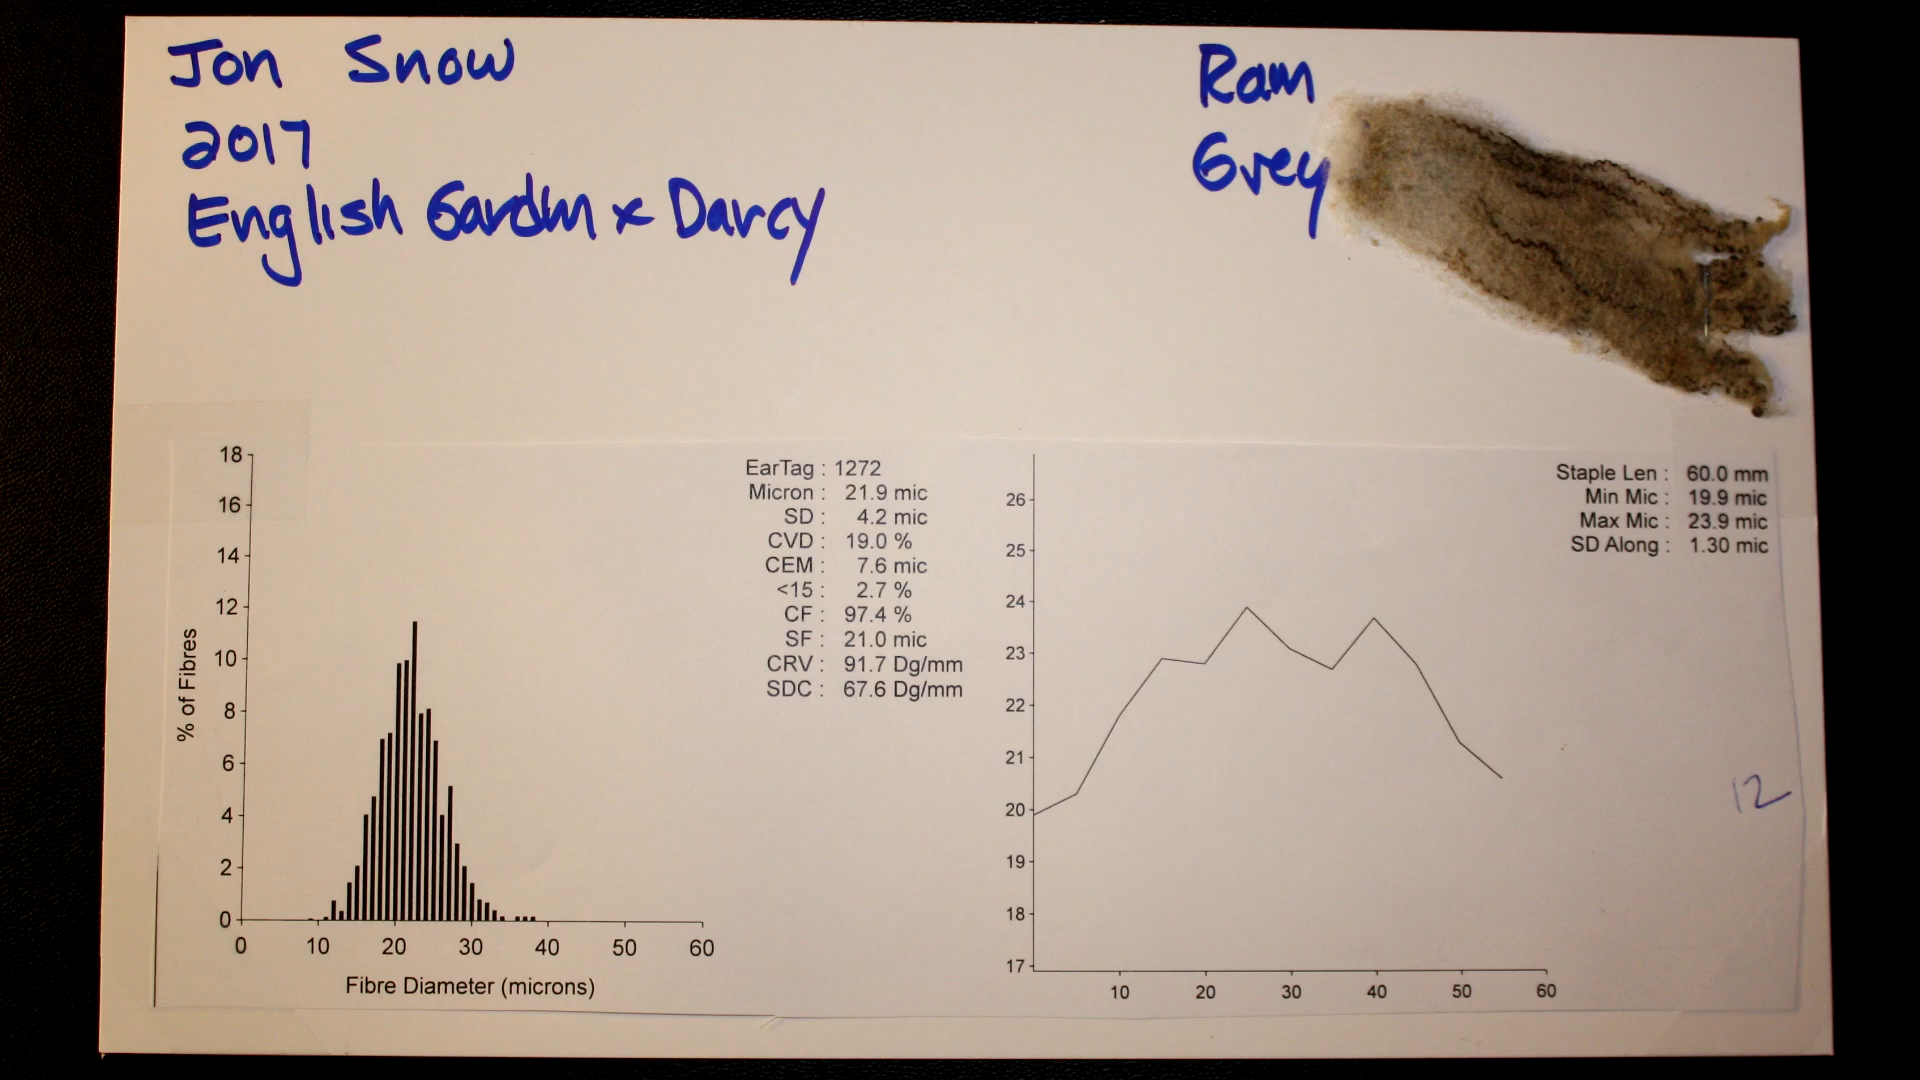 Jon Snow
2017
English Gardin x Darcy
Ram
Grey
18
16
14
12
10
8
6
4
2
0
% of Fibres
0 10 20 30 40 50 60
Fibre Diameter (microns)
EarTag : 1272
Micron : 21.9 mic
SD : 4.2 mic
CVD : 19.0 %
CEM : 7.6 mic
<15 : 2.7 %
CF : 97.4 %
SF : 21.0 mic
CRV : 91.7 Dg/mm
SDC : 67.6 Dg/mm
26
25
24
23
22
21
20
19
18
17
10 20 30 40 50 60
Staple Len : 60.0 mm
Min Mic : 19.9 mic
Max Mic : 23.9 mic
SD Along : 1.30 mic
12